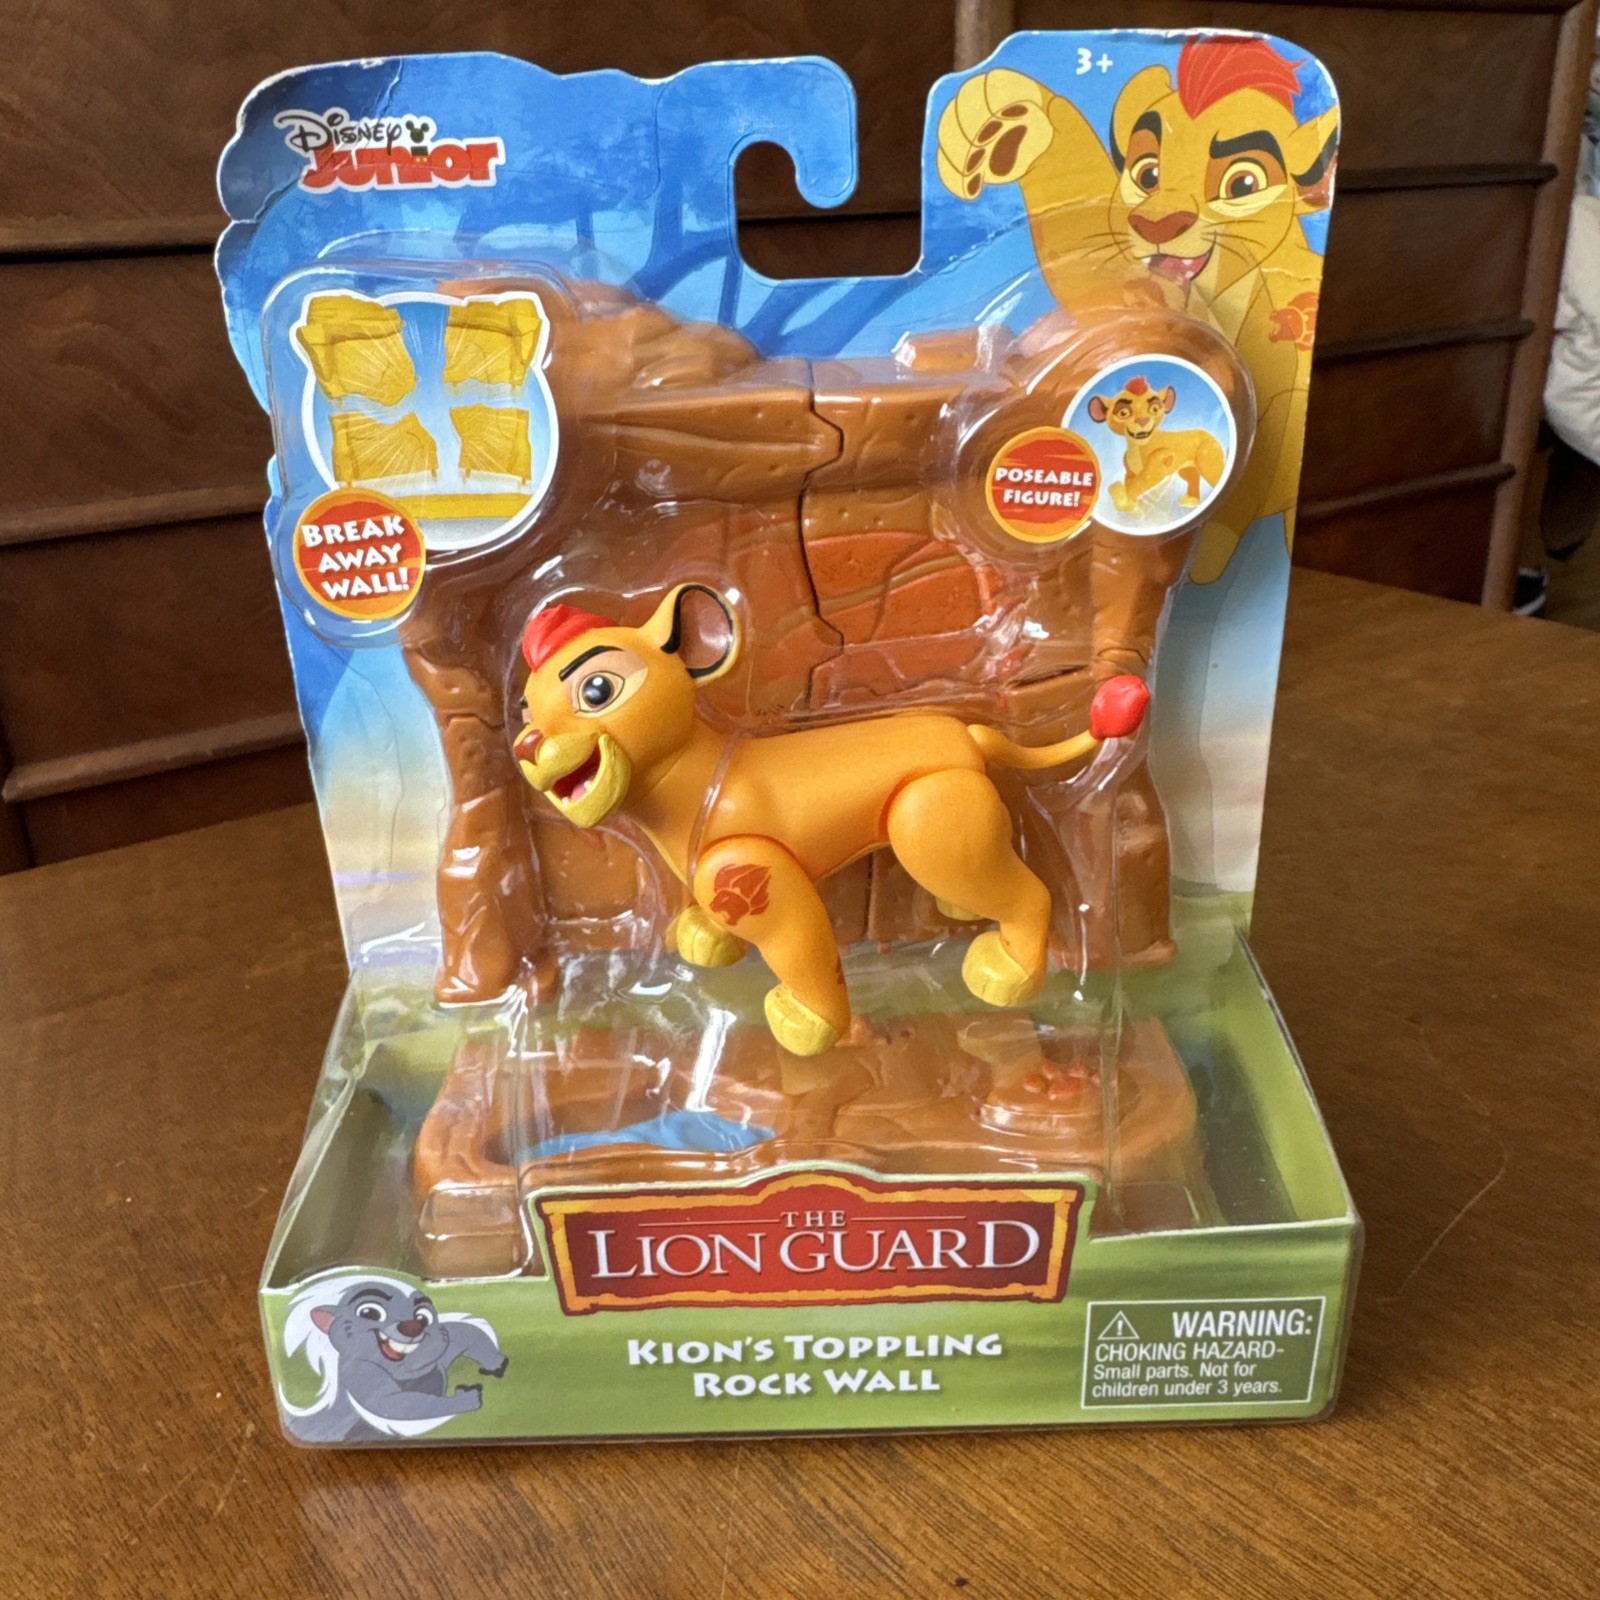 3+
Disney
Junior
POSEABLE
FIGURE!
BREAK
AWAY
WALL!
THE
LION GUARD
KION'S TOPPLING
ROCK WALL
WARNING:
CHOKING HAZARD-
Small parts. Not for
children under 3 years.